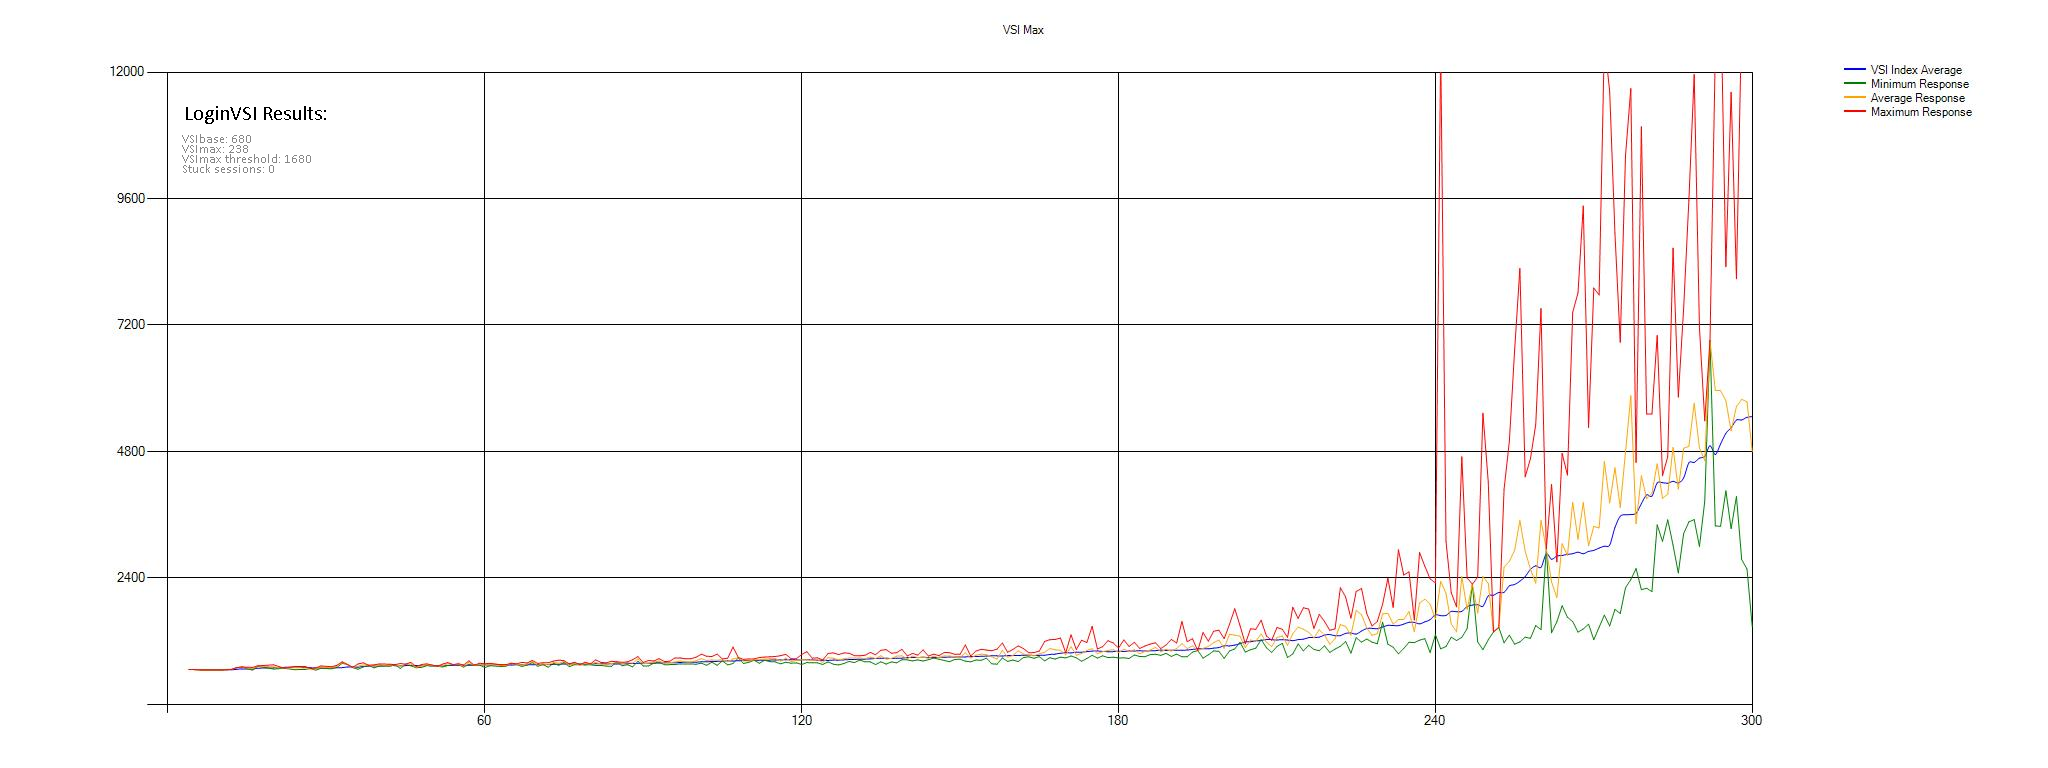 VSI Max
12000
9600
7200
4800
2400
60 120 180 240 300
LoginVSI Results:
VSIbase: 680
VSImax: 238
VSImax threshold: 1680
Stuck sessions: 0
VSI Index Average
Minimum Response
Average Response
Maximum Response